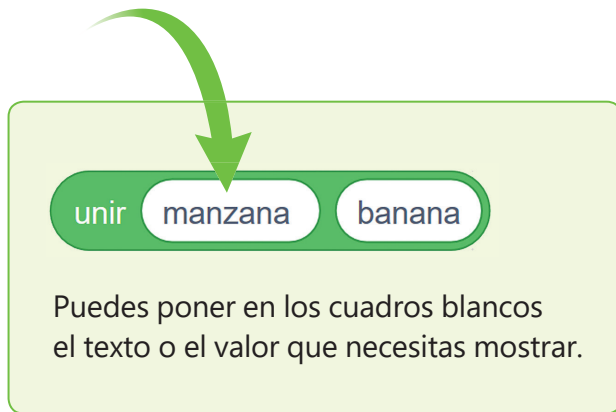 unir manzana banana
Puedes poner en los cuadros blancos
el texto o el valor que necesitas mostrar.